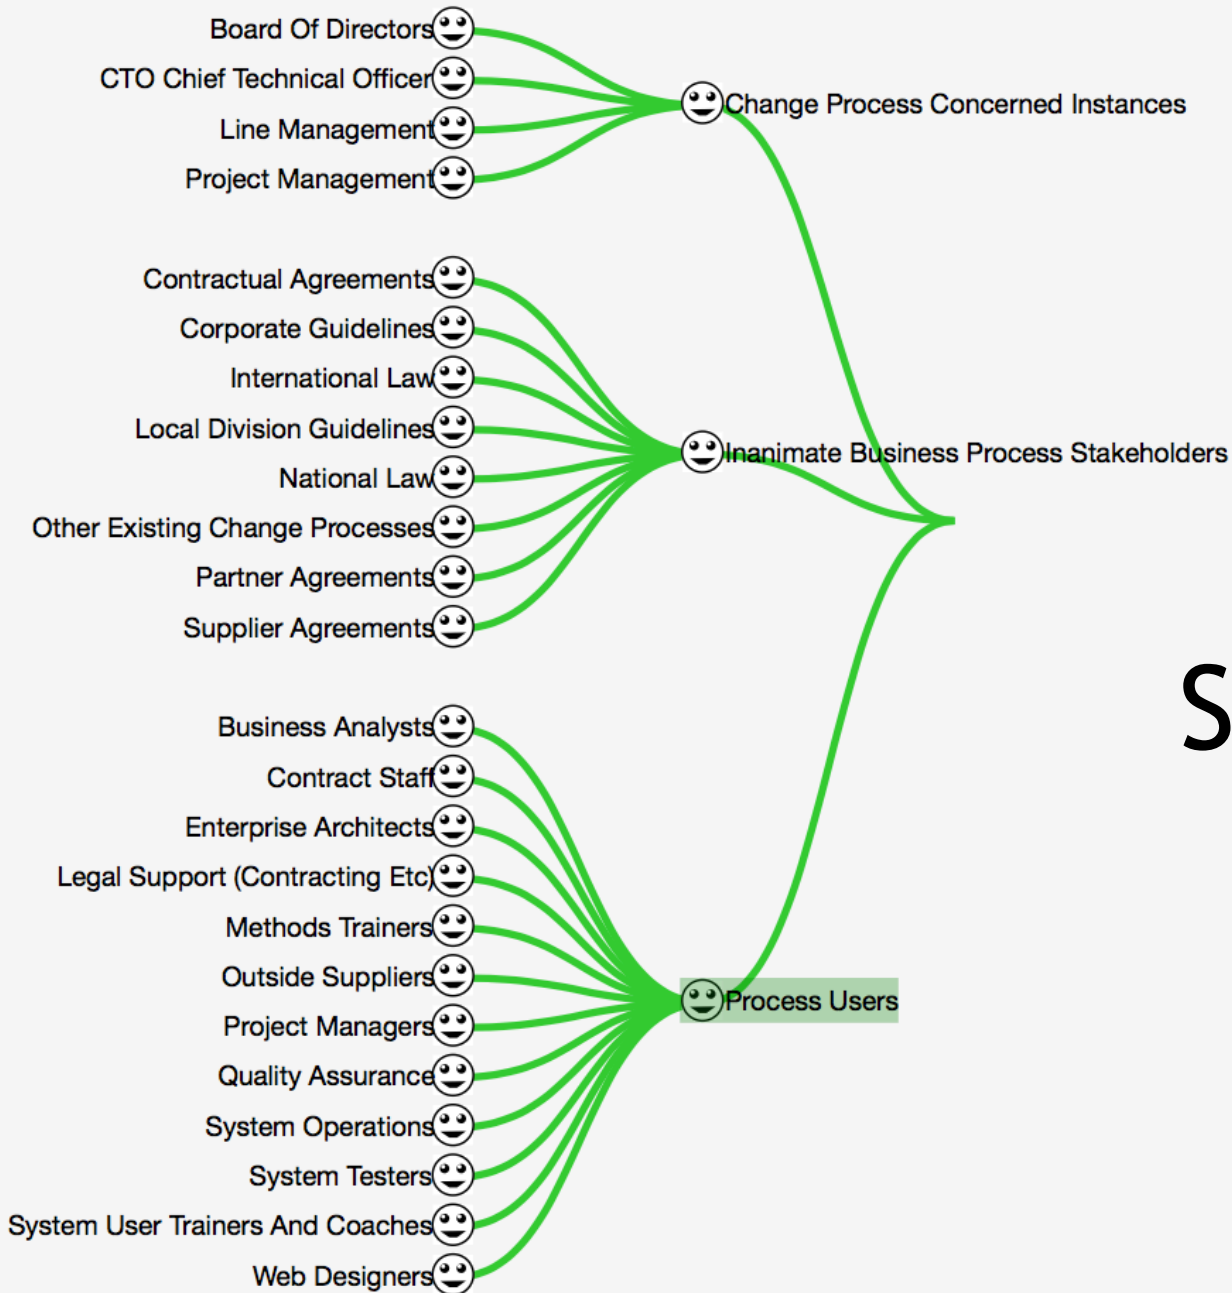 Board Of Directors
CTO Chief Technical Officer
Line Management
Project Management
Change Process Concerned Instances
Contractual Agreements
Corporate Guidelines
International Law
Local Division Guidelines
National Law
Other Existing Change Processes
Partner Agreements
Supplier Agreements
Inanimate Business Process Stakeholders
Business Analysts
Contract Staff
Enterprise Architects
Legal Support (Contracting Etc)
Methods Trainers
Outside Suppliers
Project Managers
Quality Assurance
System Operations
System Testers
System User Trainers And Coaches
Web Designers
Process Users
S